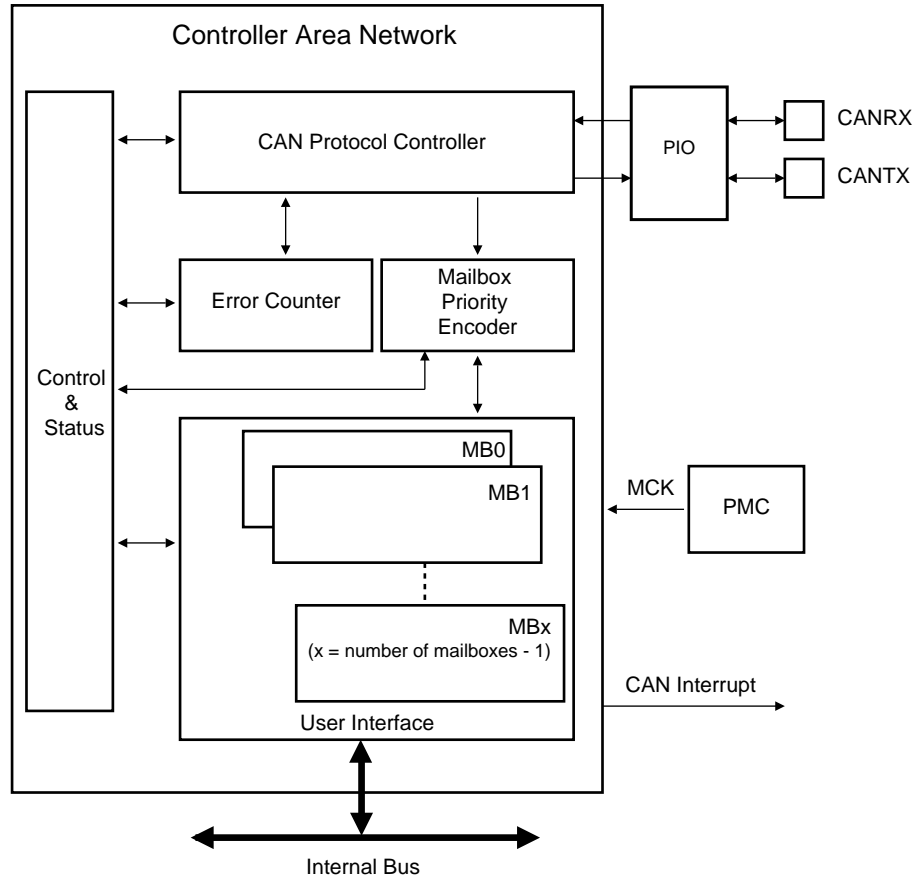 Controller Area Network
CAN Protocol Controller
PIO
CANRX
CANTX
Error Counter
Mailbox
Priority
Encoder
Control
&
Status
MB0
MB1
MCK
PMC
MBx
(x = number of mailboxes - 1)
CAN Interrupt
User Interface
Internal Bus